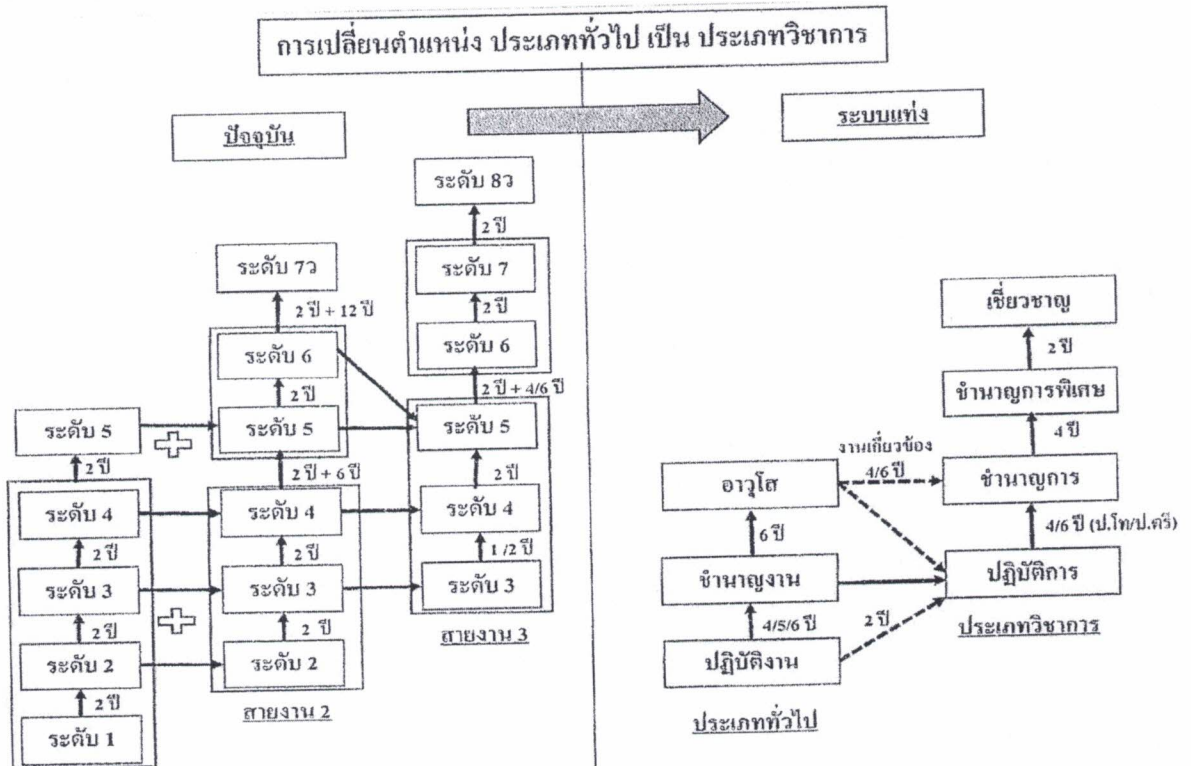 การเปลี่ยนตำแหน่ง ประเภททั่วไป เป็น ประเภทวิชาการ
ปัจจุบัน
ระดับ 5
2 ปี
ระดับ 4
2 ปี
ระดับ 3
2 ปี
ระดับ 2
2 ปี
ระดับ 1
ระดับ 7ว
2 ปี + 12 ปี
ระดับ 6
2 ปี
ระดับ 5
2 ปี + 6 ปี
ระดับ 4
2 ปี
ระดับ 3
2 ปี
ระดับ 2
สายงาน 2
ระดับ 8ว
2 ปี
ระดับ 7
2 ปี
ระดับ 6
2 ปี + 4/6 ปี
ระดับ 5
2 ปี
ระดับ 4
1 /2 ปี
ระดับ 3
สายงาน 3
ระบบแท่ง
อาวุโส
6 ปี
ชำนาญงาน
4/5/6 ปี
ปฏิบัติงาน
ประเภททั่วไป
งานเกี่ยวข้อง
4/6 ปี
2 ปี
เชี่ยวชาญ
2 ปี
ชำนาญการพิเศษ
4 ปี
ชำนาญการ
4/6 ปี (ป.โท/ป.ตรี)
ปฏิบัติการ
ประเภทวิชาการ